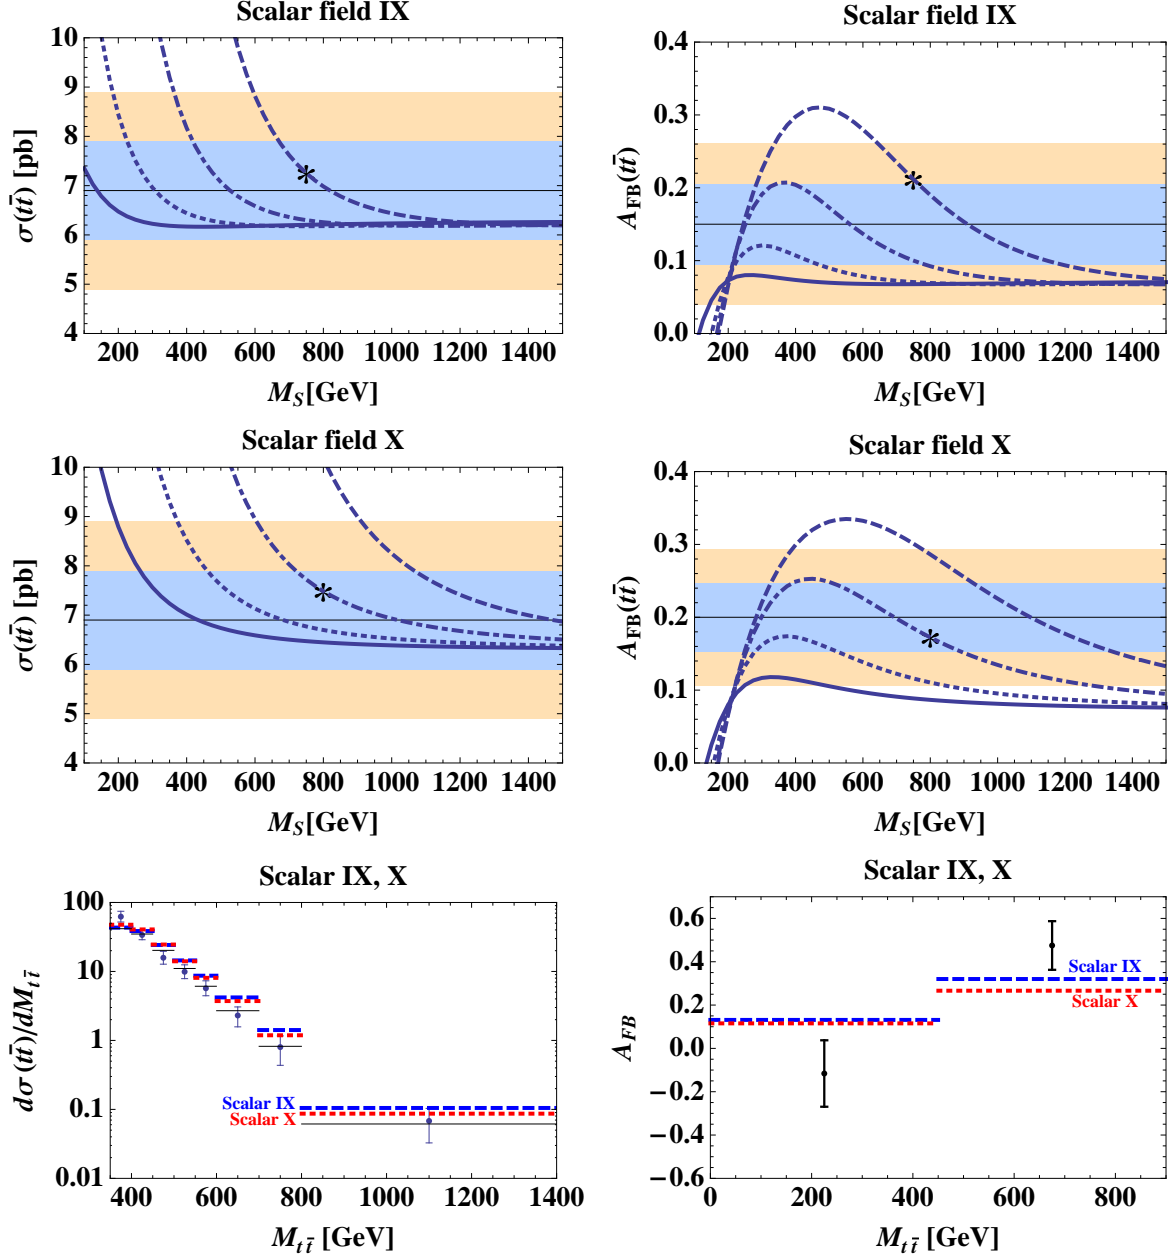 Scalar field IX
10
9
8
7
6
5
4
σ(tt̄) [pb]
200 400 600 800 1000 1200 1400
M_S[GeV]
Scalar field IX
0.4
0.3
0.2
0.1
0.0
A_FB(tt̄)
200 400 600 800 1000 1200 1400
M_S[GeV]
Scalar field X
10
9
8
7
6
5
4
σ(tt̄) [pb]
200 400 600 800 1000 1200 1400
M_S[GeV]
Scalar field X
0.4
0.3
0.2
0.1
0.0
A_FB(tt̄)
200 400 600 800 1000 1200 1400
M_S[GeV]
Scalar IX, X
100
10
1
0.1
0.01
dσ(tt̄)/dM_tt̄
Scalar IX
Scalar X
400 600 800 1000 1200 1400
M_tt̄ [GeV]
Scalar IX, X
0.6
0.4
0.2
0.0
−0.2
−0.4
−0.6
A_FB
Scalar IX
Scalar X
0 200 400 600 800
M_tt̄ [GeV]